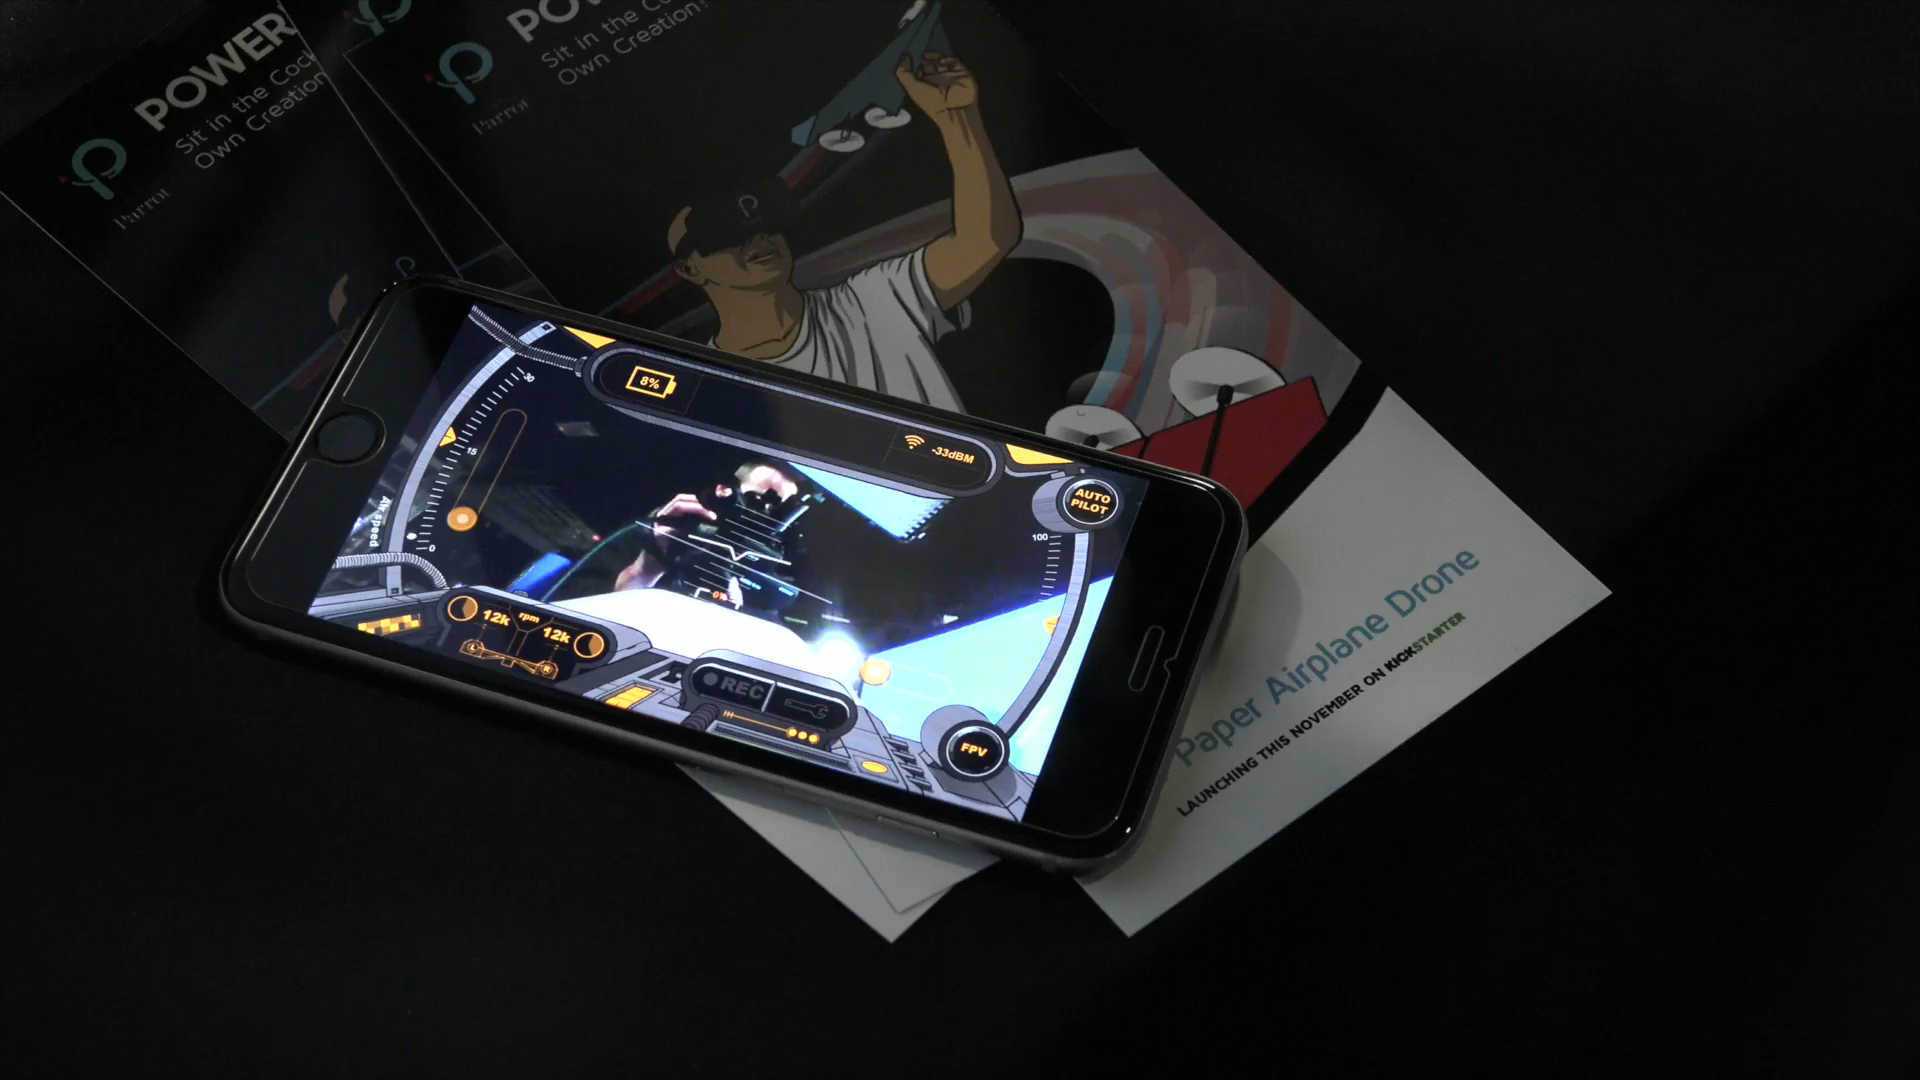 POWER
Sit in the Cock
Own Creation
Parrot
POW
Sit in the Co
Own Creation!
Parrot
8%
-33dBM
AUTO
PILOT
30
15
0
Air speed
100
0%
12k
rpm
12k
L
R
REC
FPV
Paper Airplane Drone
LAUNCHING THIS NOVEMBER ON KICKSTARTER